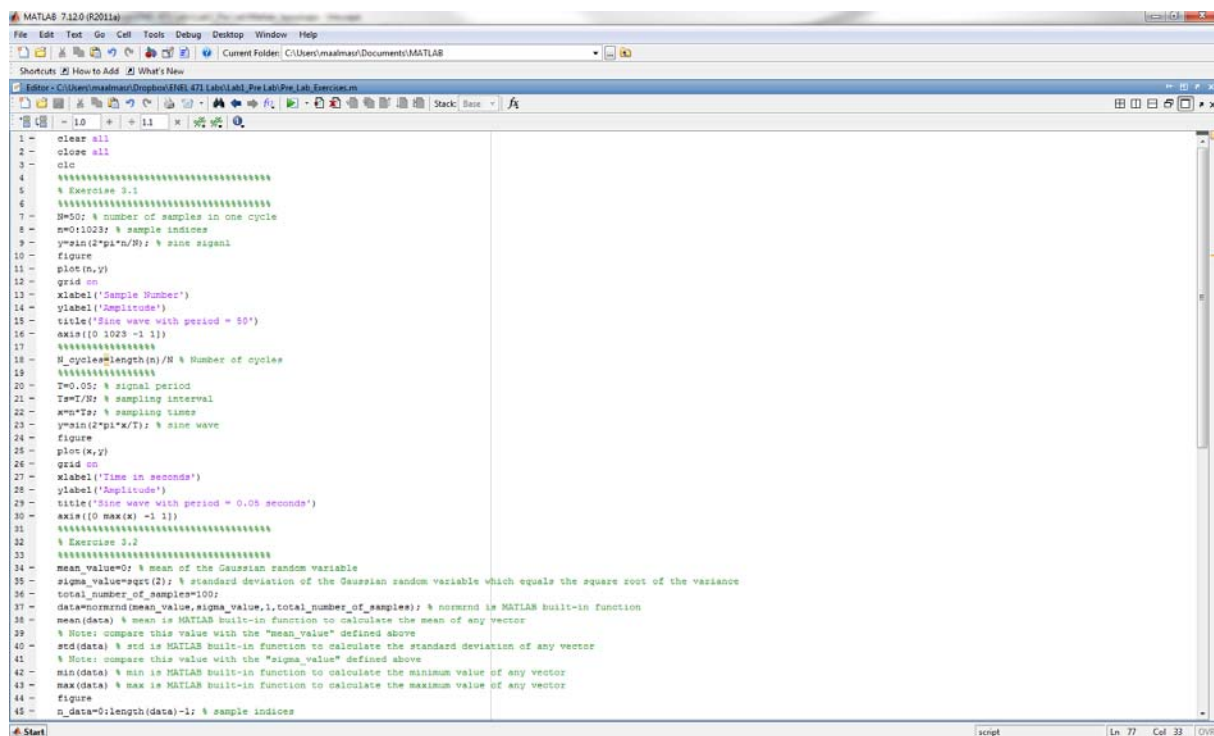 MATLAB 7.12.0 (R2011a)
File Edit Text Go Cell Tools Debug Desktop Window Help
Current Folder: C:\Users\maalmasr\Documents\MATLAB
Shortcuts How to Add What's New
Editor - C:\Users\maalmasr\Dropbox\ENEL 471 Labs\Lab1_Pre Lab\Pre_Lab_Exercises.m
Stack: Base fx
- 1.0 + ÷ 1.1 ×
1 - clear all
2 - close all
3 - clc
4 %%%%%%%%%%%%%%%%%%%%%%%%%%%%%%%%%%%%%
5 % Exercise 3.1
6 %%%%%%%%%%%%%%%%%%%%%%%%%%%%%%%%%%%%%
7 - N=50; % number of samples in one cycle
8 - n=0:1023; % sample indices
9 - y=sin(2*pi*n/N); % sine siganl
10 - figure
11 - plot(n,y)
12 - grid on
13 - xlabel('Sample Number')
14 - ylabel('Amplitude')
15 - title('Sine wave with period = 50')
16 - axis([0 1023 -1 1])
17 %%%%%%%%%%%%%%%%%
18 - N_cycles=length(n)/N % Number of cycles
19 %%%%%%%%%%%%%%%%%
20 - T=0.05; % signal period
21 - Ts=T/N; % sampling interval
22 - x=n*Ts; % sampling times
23 - y=sin(2*pi*x/T); % sine wave
24 - figure
25 - plot(x,y)
26 - grid on
27 - xlabel('Time in seconds')
28 - ylabel('Amplitude')
29 - title('Sine wave with period = 0.05 seconds')
30 - axis([0 max(x) -1 1])
31 %%%%%%%%%%%%%%%%%%%%%%%%%%%%%%%%%%%%%
32 % Exercise 3.2
33 %%%%%%%%%%%%%%%%%%%%%%%%%%%%%%%%%%%%%
34 - mean_value=0; % mean of the Gaussian random variable
35 - sigma_value=sqrt(2); % standard deviation of the Gaussian random variable which equals the square root of the variance
36 - total_number_of_samples=100;
37 - data=normrnd(mean_value,sigma_value,1,total_number_of_samples); % normrnd is MATLAB built-in function
38 - mean(data) % mean is MATLAB built-in function to calculate the mean of any vector
39 % Note: compare this value with the "mean_value" defined above
40 - std(data) % std is MATLAB built-in function to calculate the standard deviation of any vector
41 % Note: compare this value with the "sigma_value" defined above
42 - min(data) % min is MATLAB built-in function to calculate the minimum value of any vector
43 - max(data) % max is MATLAB built-in function to calculate the maximum value of any vector
44 - figure
45 - n_data=0:length(data)-1; % sample indices
Start script Ln 77 Col 33 OVR